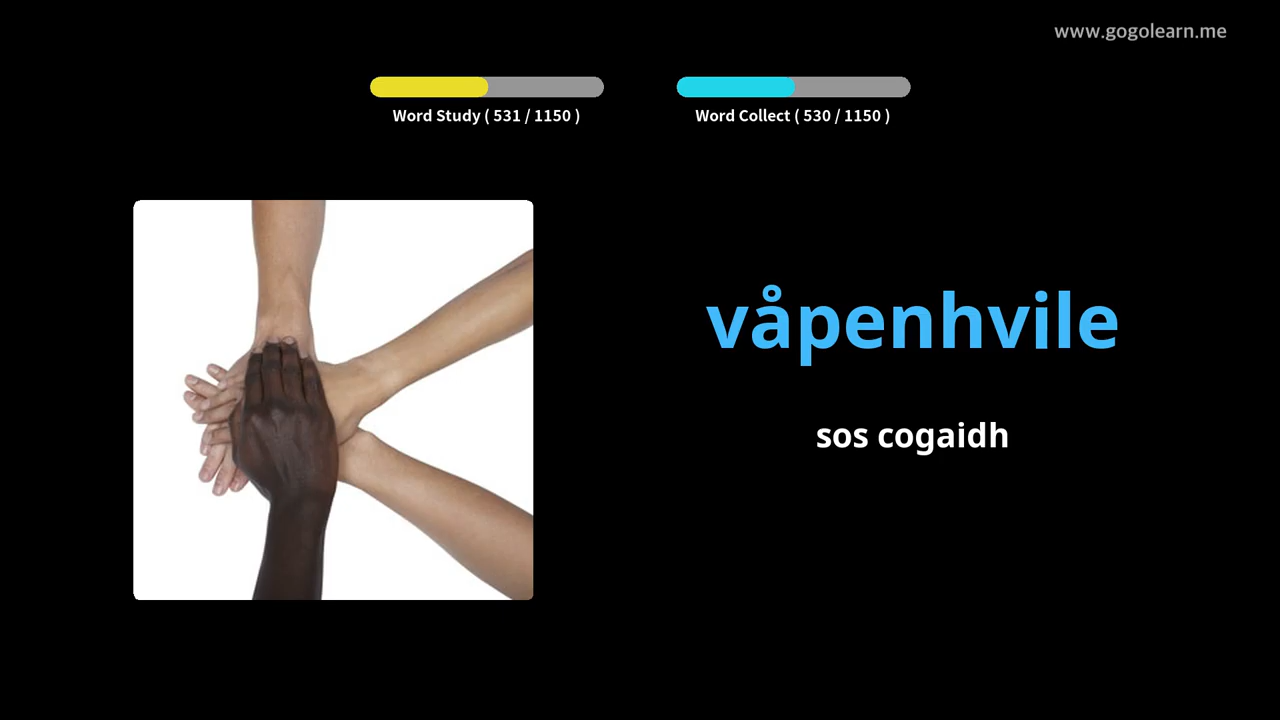 www.gogolearn.me
Word Study ( 531 / 1150 )
Word Collect ( 530 / 1150 )
våpenhvile
sos cogaidh